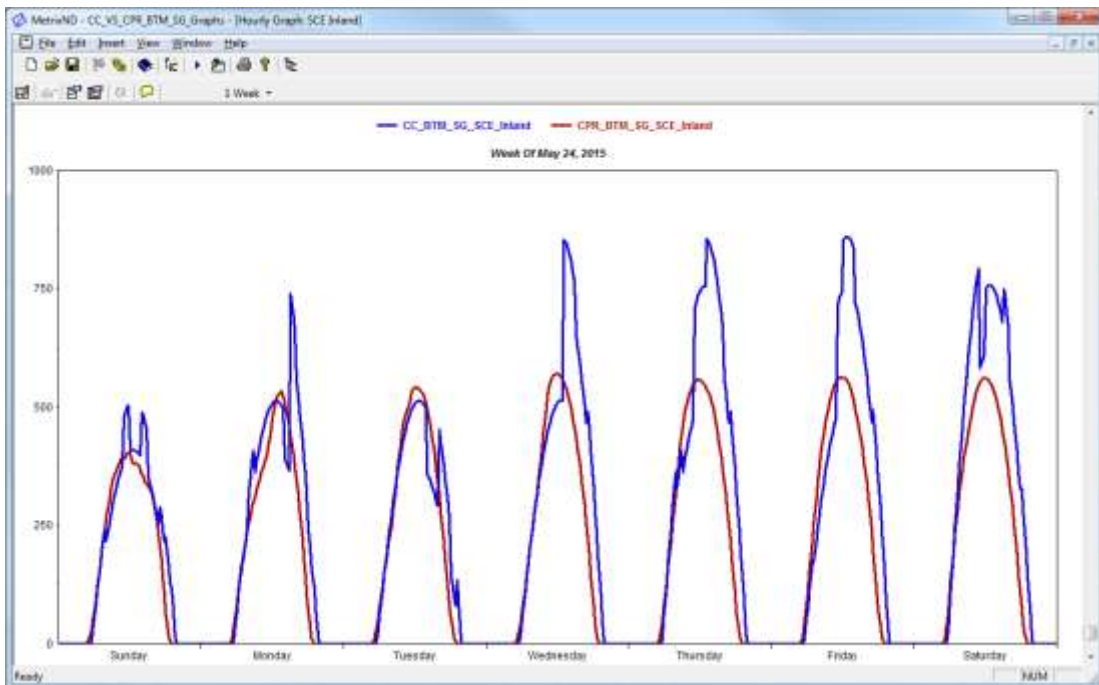 MetrixND - CC_VS_CPR_BTM_SG_Graphs - [Hourly Graph: SCE Inland]
File Edit Insert View Window Help
1 Week
CC_BTM_SG_SCE_Inland CPR_BTM_SG_SCE_Inland
Week Of May 24, 2015
1000
750
500
250
0
Sunday Monday Tuesday Wednesday Thursday Friday Saturday
Ready NUM